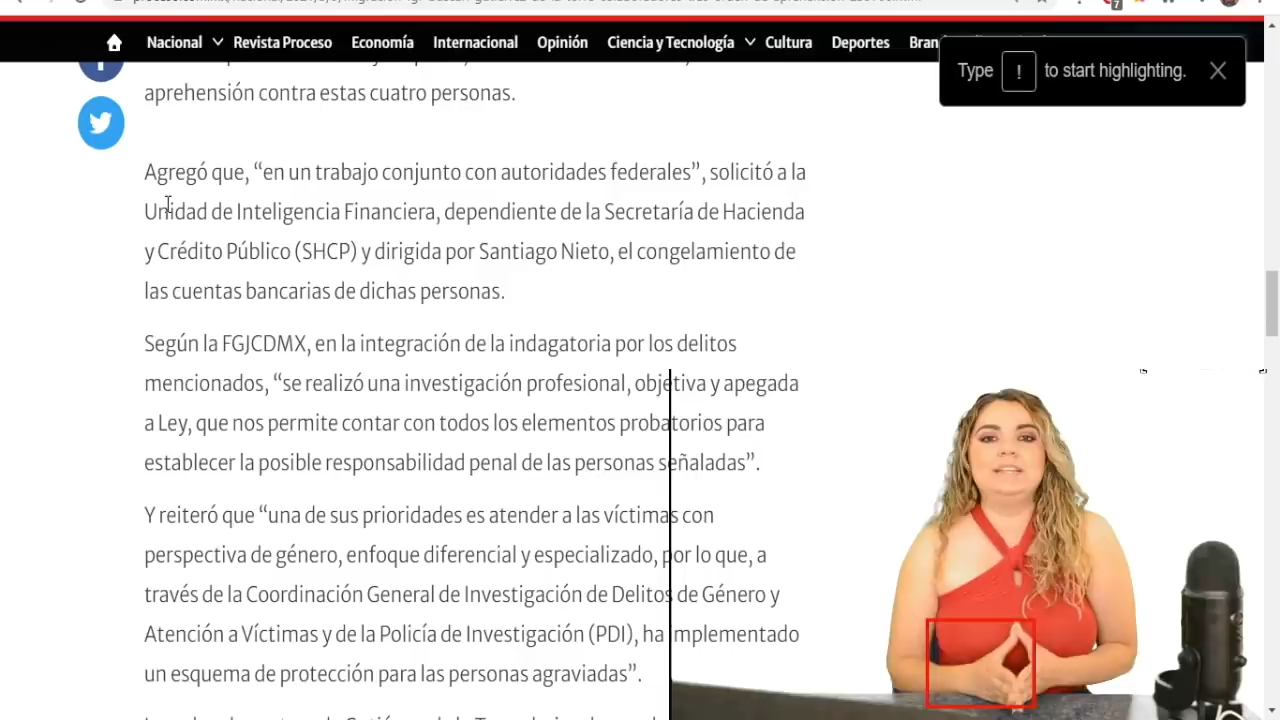 Nacional Revista Proceso Economía Internacional Opinión Ciencia y Tecnología Cultura Deportes
Type ! to start highlighting.
aprehensión contra estas cuatro personas.
Agregó que, “en un trabajo conjunto con autoridades federales”, solicitó a la
Unidad de Inteligencia Financiera, dependiente de la Secretaría de Hacienda
y Crédito Público (SHCP) y dirigida por Santiago Nieto, el congelamiento de
las cuentas bancarias de dichas personas.
Según la FGJCDMX, en la integración de la indagatoria por los delitos
mencionados, “se realizó una investigación profesional, objetiva y apegada
a Ley, que nos permite contar con todos los elementos probatorios para
establecer la posible responsabilidad penal de las personas señaladas”.
Y reiteró que “una de sus prioridades es atender a las víctimas con
perspectiva de género, enfoque diferencial y especializado, por lo que, a
través de la Coordinación General de Investigación de Delitos de Género y
Atención a Víctimas y de la Policía de Investigación (PDI), ha implementado
un esquema de protección para las personas agraviadas”.